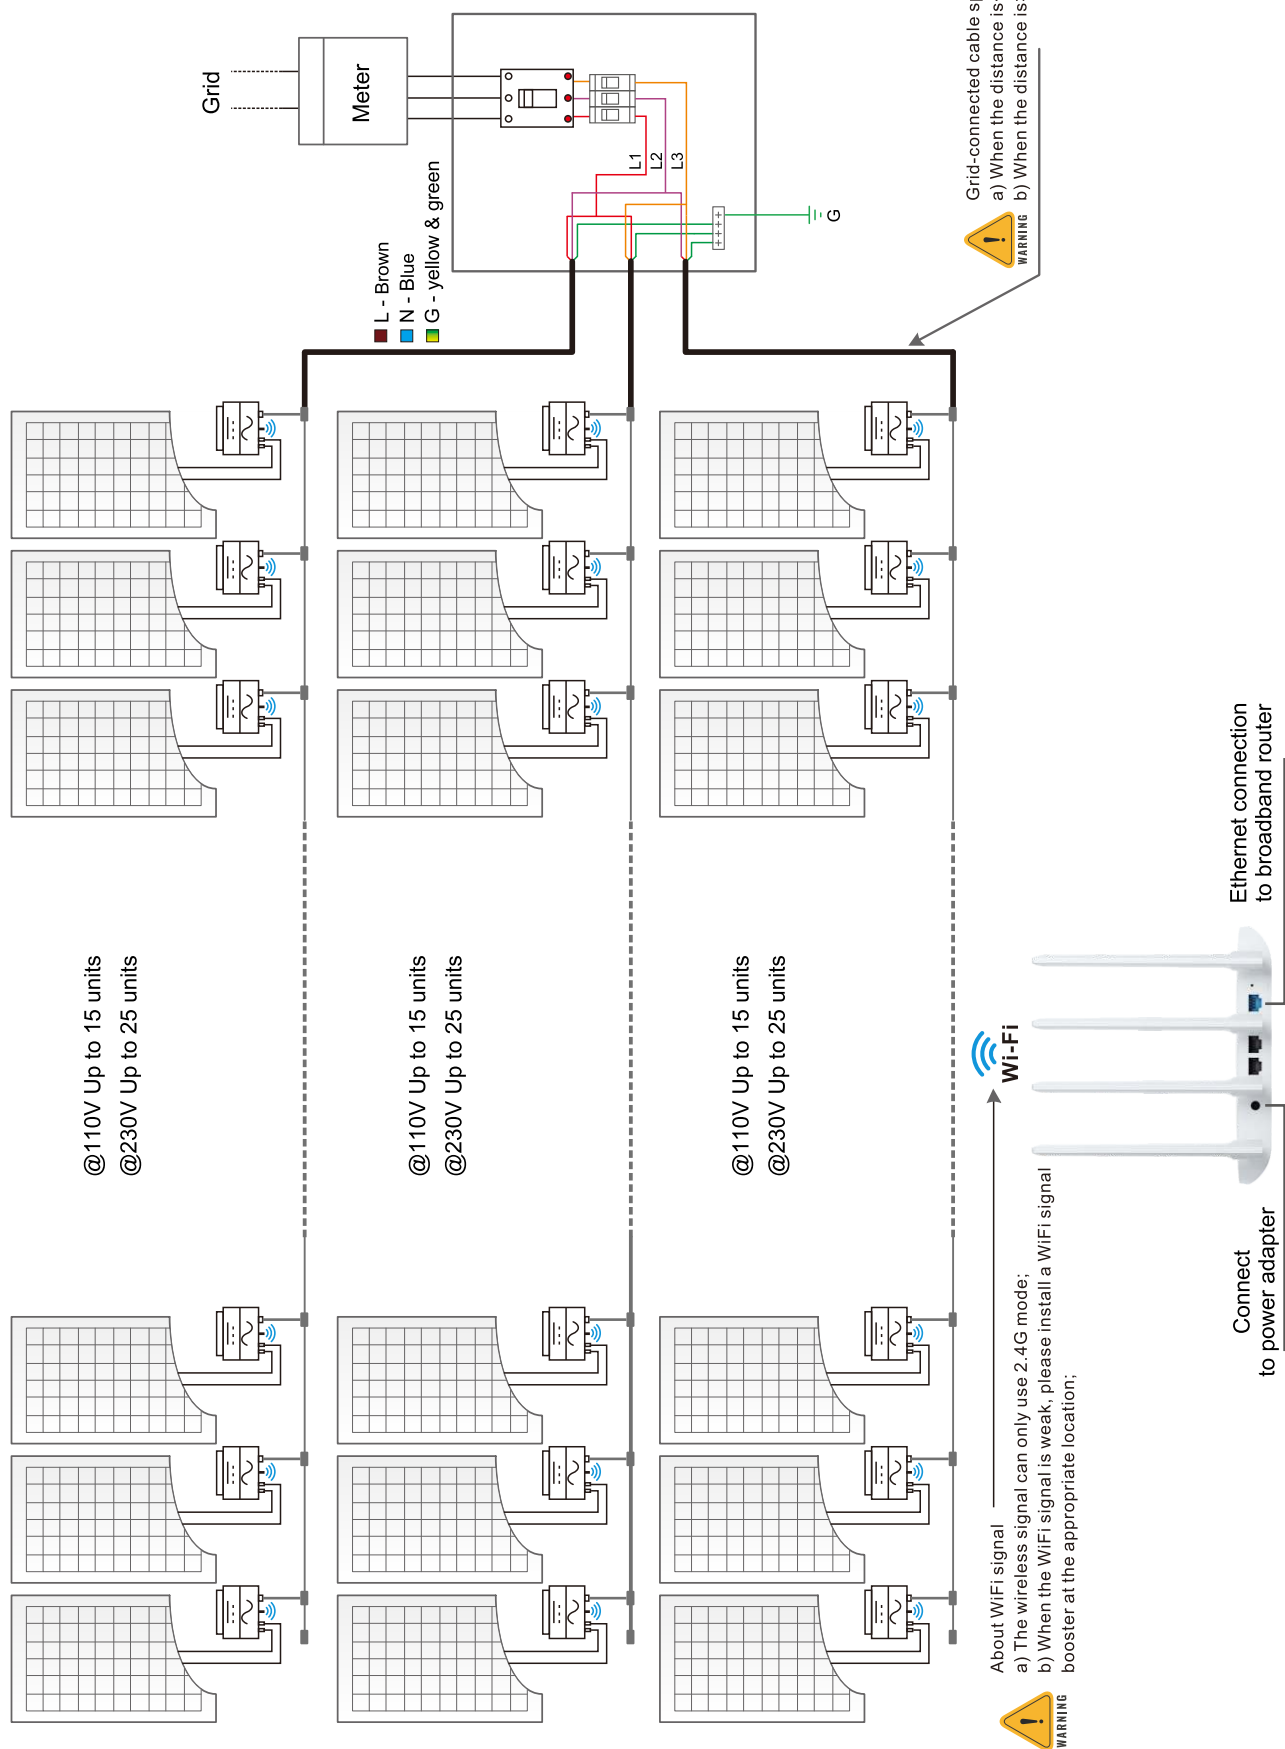 Grid
Meter
L1
L2
L3
G
L - Brown
N - Blue
G - yellow & green
@110V Up to 15 units
@230V Up to 25 units
@110V Up to 15 units
@230V Up to 25 units
@110V Up to 15 units
@230V Up to 25 units
WARNING
Grid-connected cable
a) When the distance is
b) When the distance is
Wi-Fi
WARNING
About WiFi signal
a) The wireless signal can only use 2.4G mode;
b) When the WiFi signal is weak, please install a WiFi signal
booster at the appropriate location;
Connect
to power adapter
Ethernet connection
to broadband router